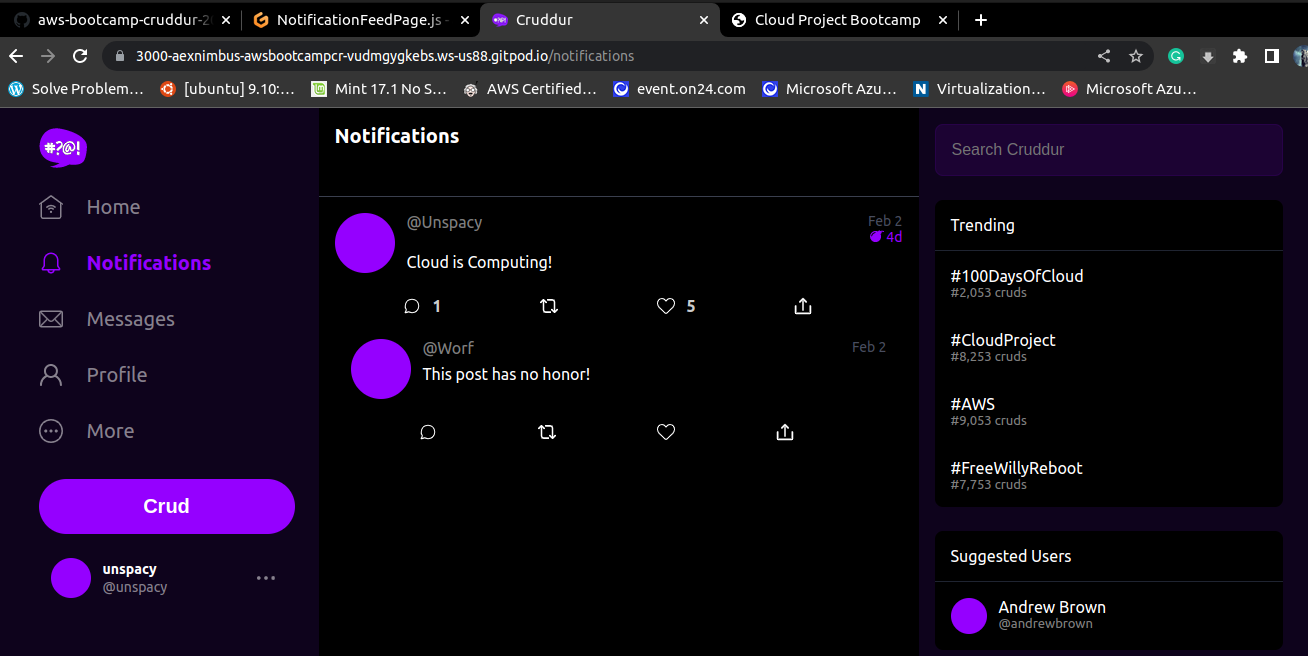 aws-bootcamp-cruddur-20
NotificationFeedPage.js -
Cruddur
Cloud Project Bootcamp
3000-aexnimbus-awsbootcampcr-vudmgygkebs.ws-us88.gitpod.io/notifications
Solve Problem…
[ubuntu] 9.10:…
Mint 17.1 No S…
AWS Certified…
event.on24.com
Microsoft Azu…
Virtualization…
Microsoft Azu…
#?@!
Home
Notifications
Messages
Profile
More
Crud
unspacy
@unspacy
Notifications
@Unspacy
Feb 2
4d
Cloud is Computing!
1
5
@Worf
Feb 2
This post has no honor!
Search Cruddur
Trending
#100DaysOfCloud
#2,053 cruds
#CloudProject
#8,253 cruds
#AWS
#9,053 cruds
#FreeWillyReboot
#7,753 cruds
Suggested Users
Andrew Brown
@andrewbrown